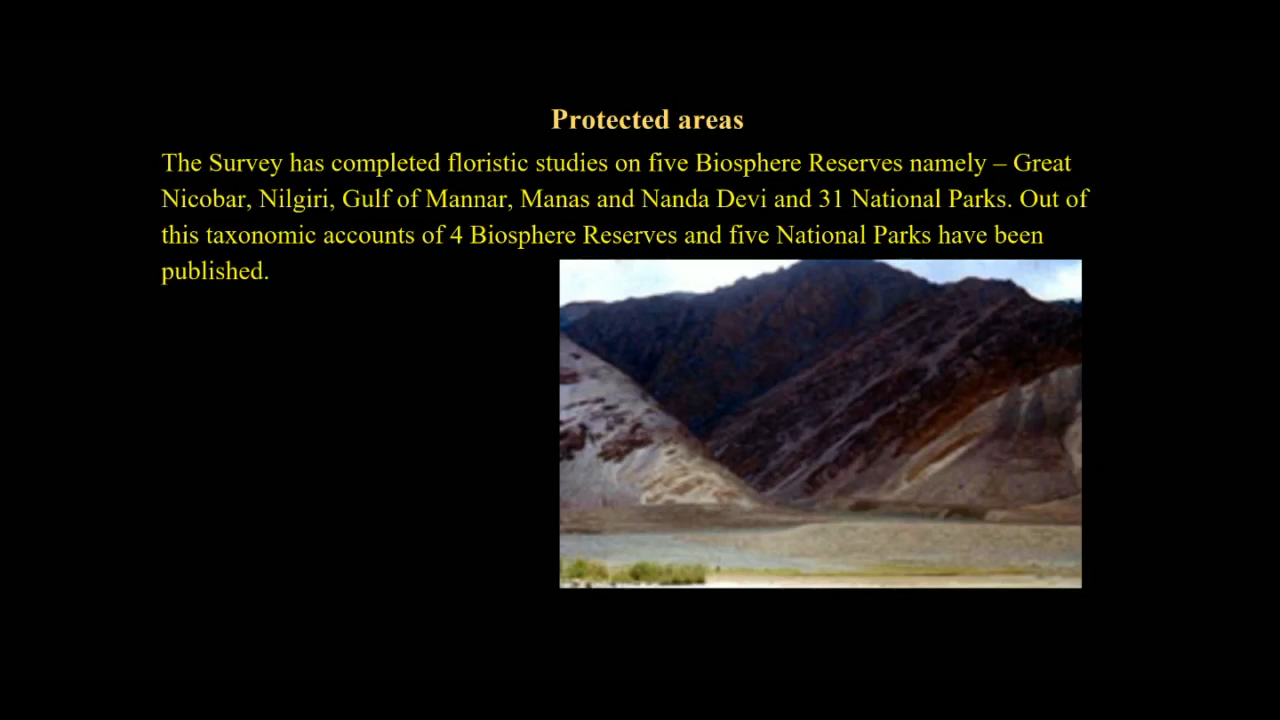 Protected areas
The Survey has completed floristic studies on five Biosphere Reserves namely – Great
Nicobar, Nilgiri, Gulf of Mannar, Manas and Nanda Devi and 31 National Parks. Out of
this taxonomic accounts of 4 Biosphere Reserves and five National Parks have been
published.